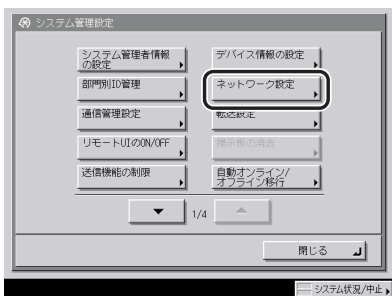 システム管理設定
システム管理者情報
の設定
デバイス情報の設定
部門別ID管理
ネットワーク設定
通信管理設定
転送設定
リモートUIのON/OFF
掲示板の消去
送信機能の制限
自動オンライン/
オフライン移行
1/4
閉じる
システム状況/中止